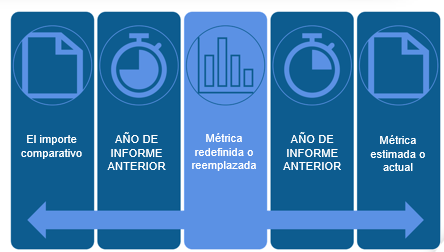 El importe
comparativo
AÑO DE
INFORME
ANTERIOR
Métrica
redefinida o
reemplazada
AÑO DE
INFORME
ANTERIOR
Métrica
estimada o
actual